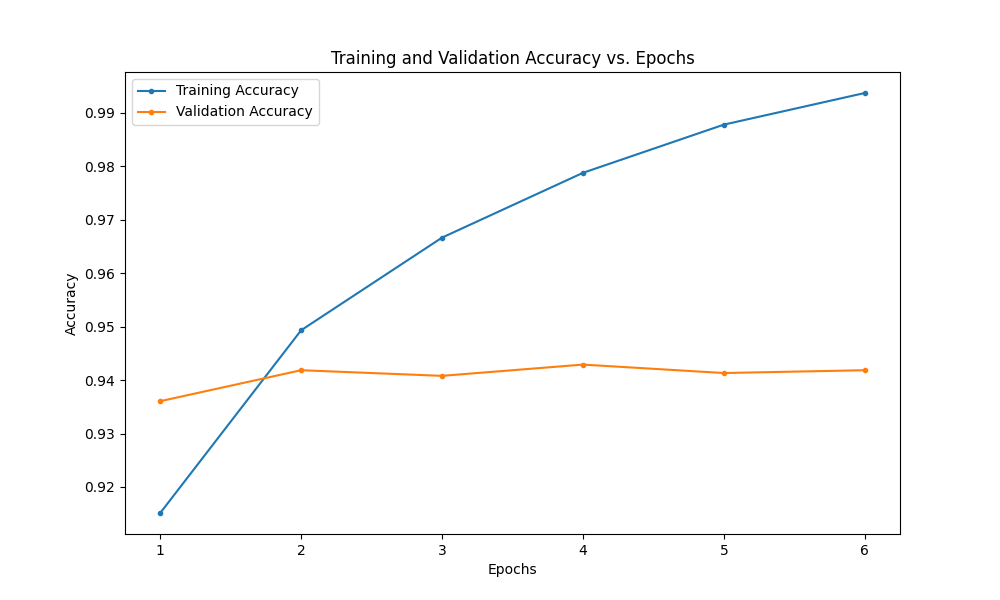 Training and Validation Accuracy vs. Epochs
Training Accuracy
Validation Accuracy
0.99
0.98
0.97
0.96
0.95
0.94
0.93
0.92
Accuracy
1 2 3 4 5 6
Epochs